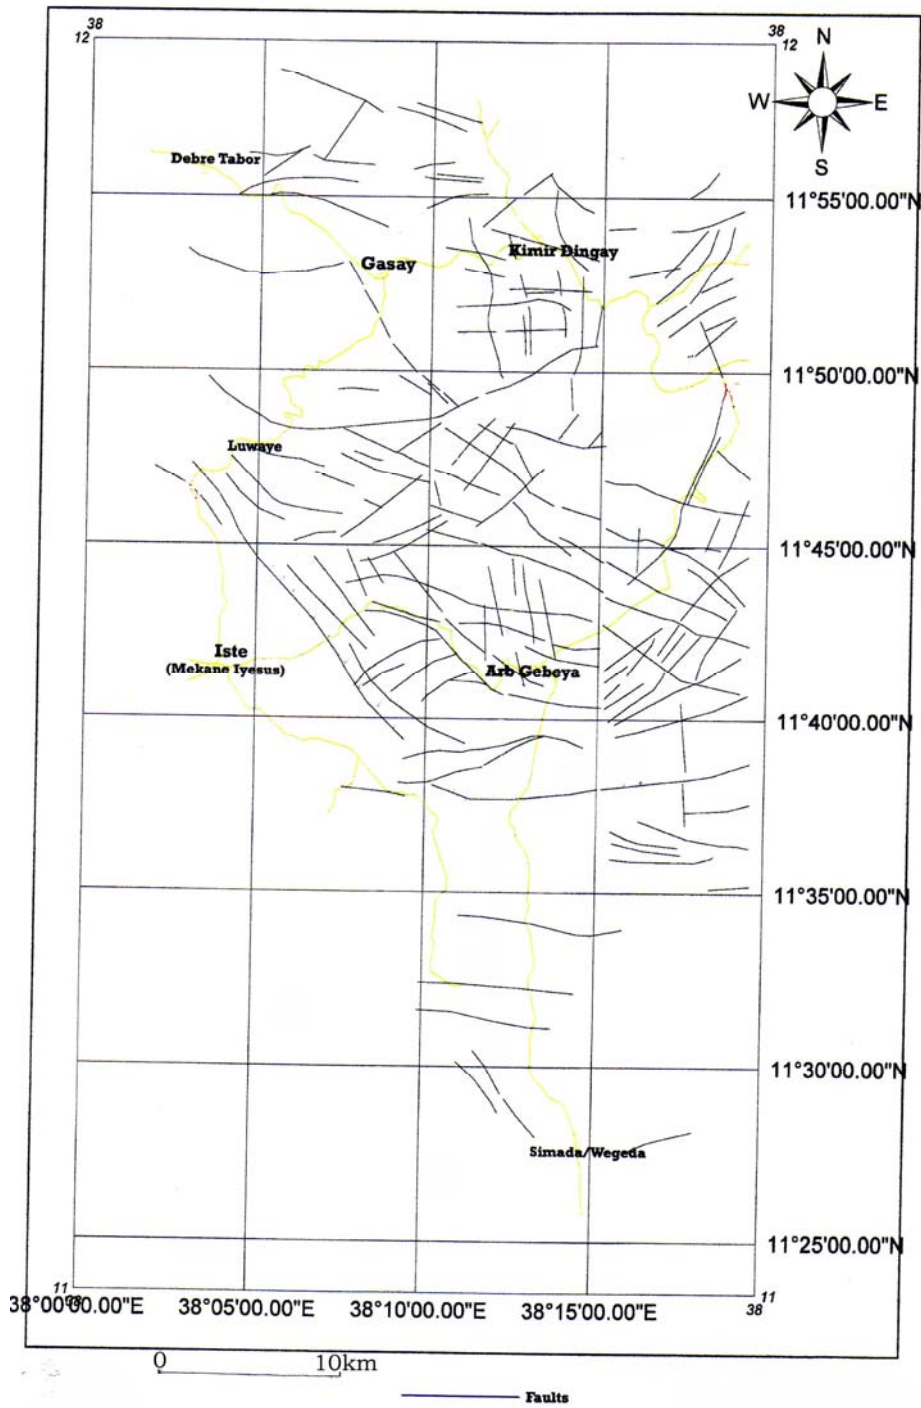 38
12
38
12
N
W
E
S
Debre Tabor
11°55'00.00"N
Kimir Dingay
Gasay
11°50'00.00"N
Luwaye
11°45'00.00"N
Iste
(Mekane Iyesus)
Arb Gebeya
11°40'00.00"N
11°35'00.00"N
11°30'00.00"N
Simada/Wegeda
11°25'00.00"N
11
38
11
38°00'00.00"E
38°05'00.00"E
38°10'00.00"E
38°15'00.00"E
38
0
10km
Faults